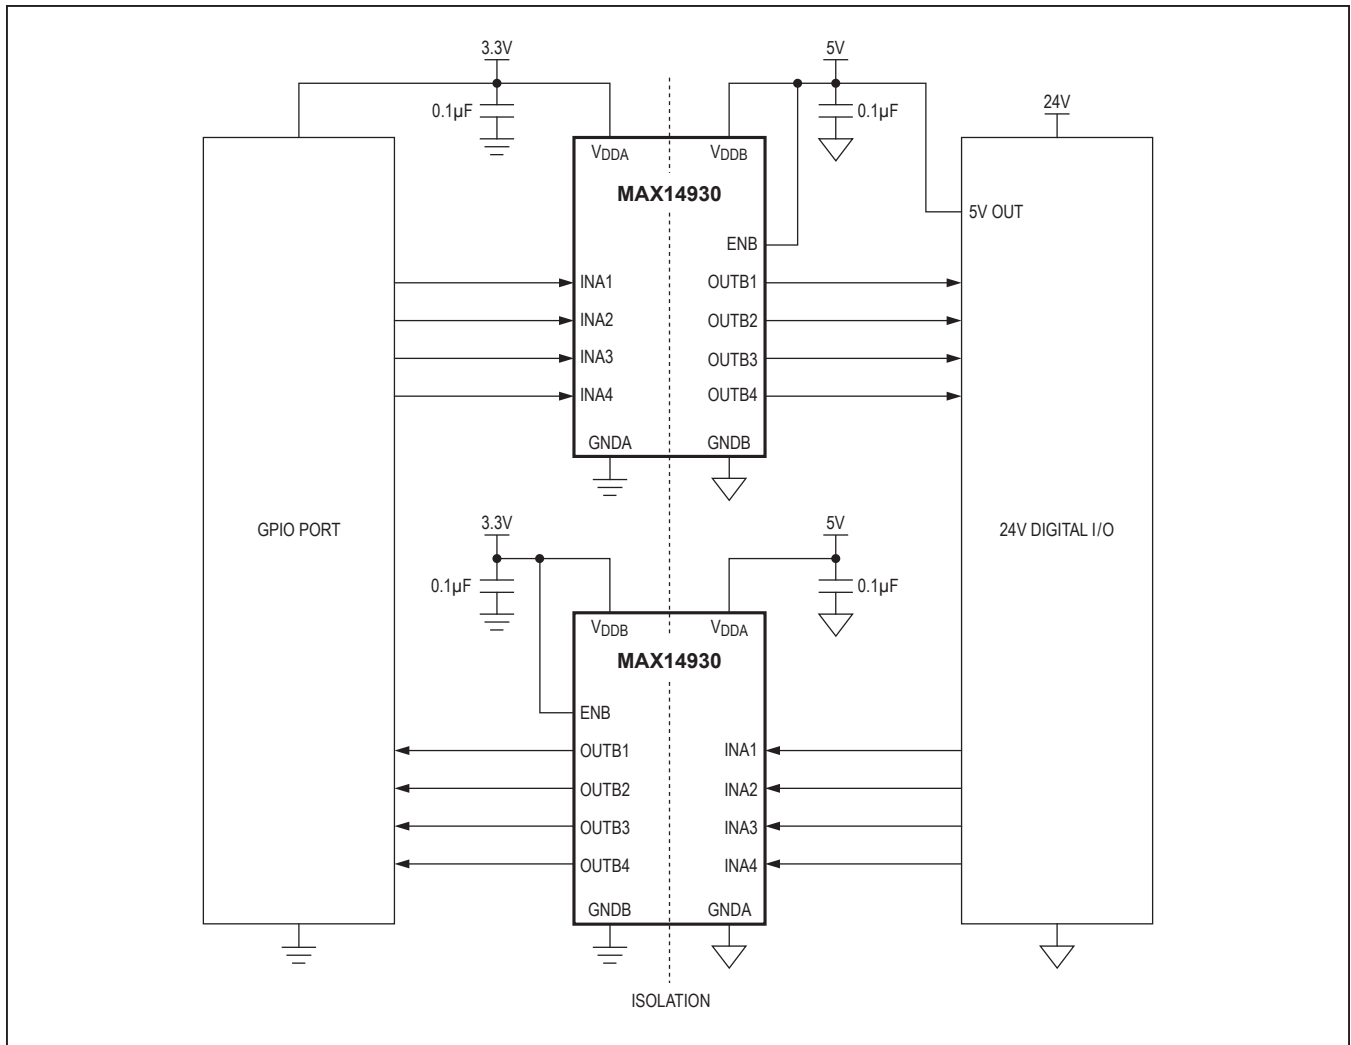 3.3V
5V
0.1µF
0.1µF
24V
VDDA
VDDB
MAX14930
5V OUT
ENB
INA1
OUTB1
INA2
OUTB2
INA3
OUTB3
INA4
OUTB4
GNDA
GNDB
GPIO PORT
3.3V
5V
24V DIGITAL I/O
0.1µF
0.1µF
VDDB
VDDA
MAX14930
ENB
OUTB1
INA1
OUTB2
INA2
OUTB3
INA3
OUTB4
INA4
GNDB
GNDA
ISOLATION